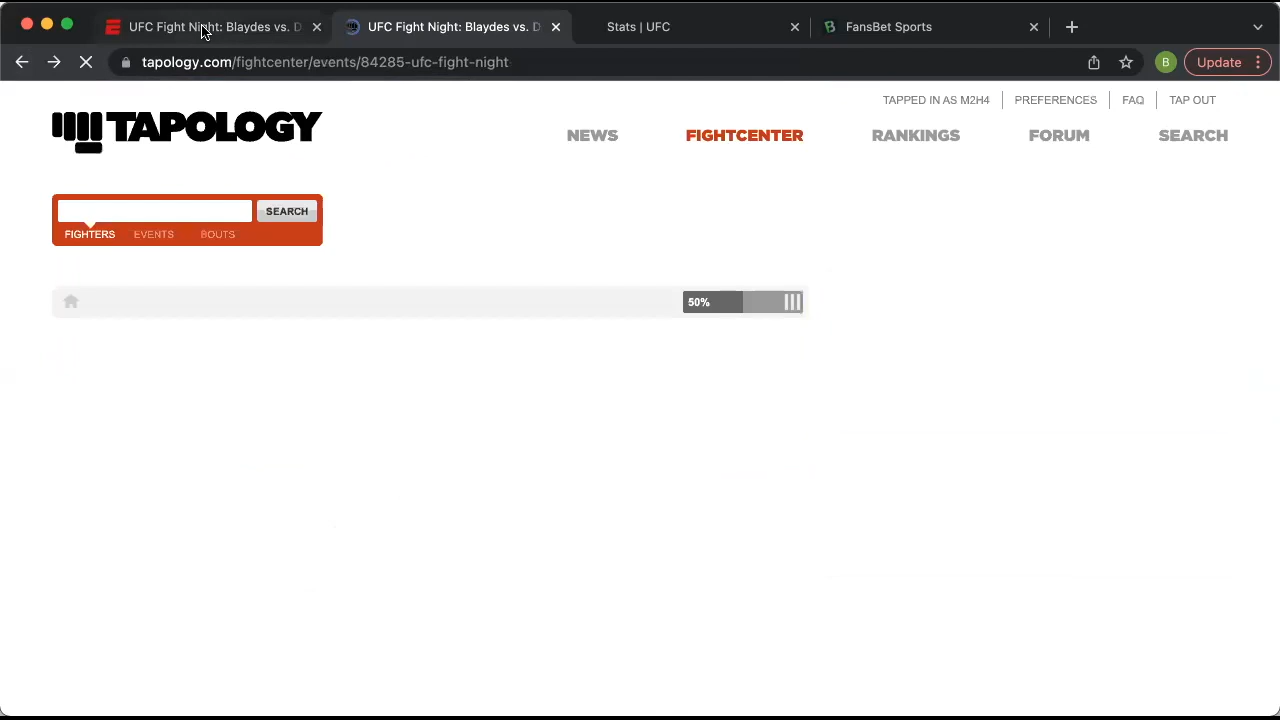 UFC Fight Night: Blaydes vs. D
UFC Fight Night: Blaydes vs. D
Stats | UFC
FansBet Sports
tapology.com/fightcenter/events/84285-ufc-fight-night
B
Update
TAPPED IN AS M2H4
PREFERENCES
FAQ
TAP OUT
TAPOLOGY
NEWS
FIGHTCENTER
RANKINGS
FORUM
SEARCH
SEARCH
FIGHTERS
EVENTS
BOUTS
50%